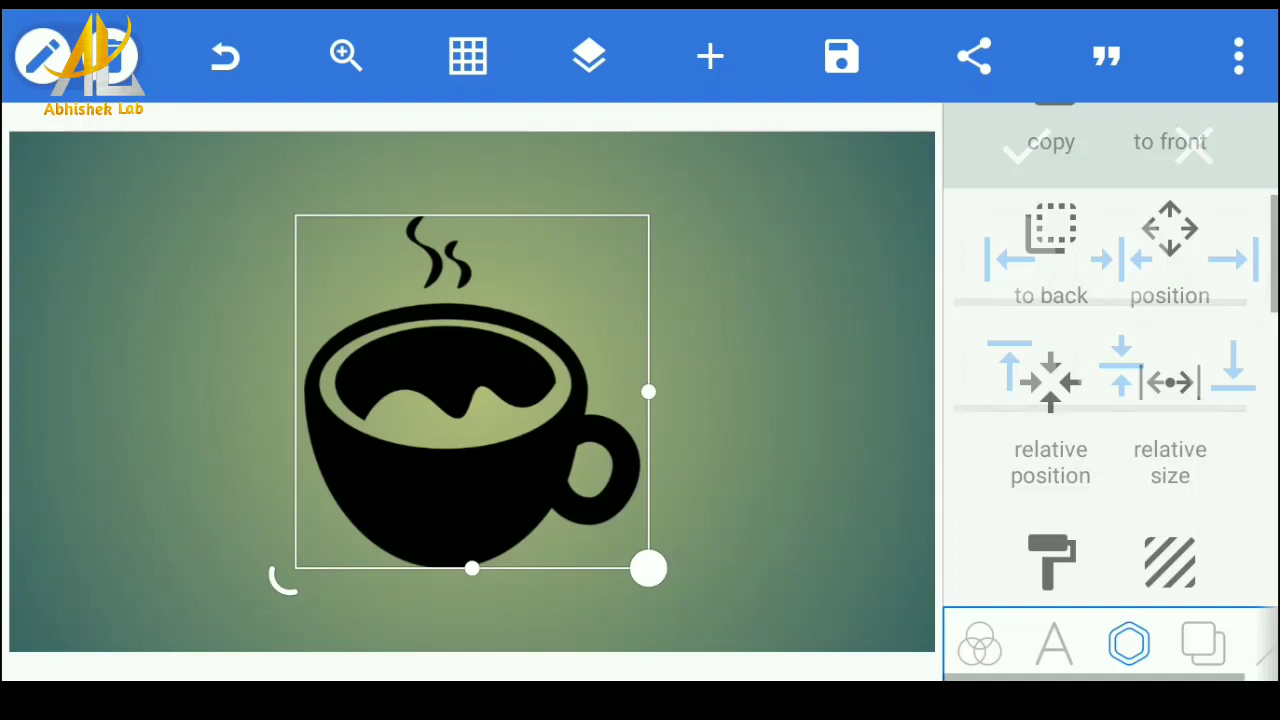 Abhishek Lab
copy
to front
to back
position
relative
position
relative
size